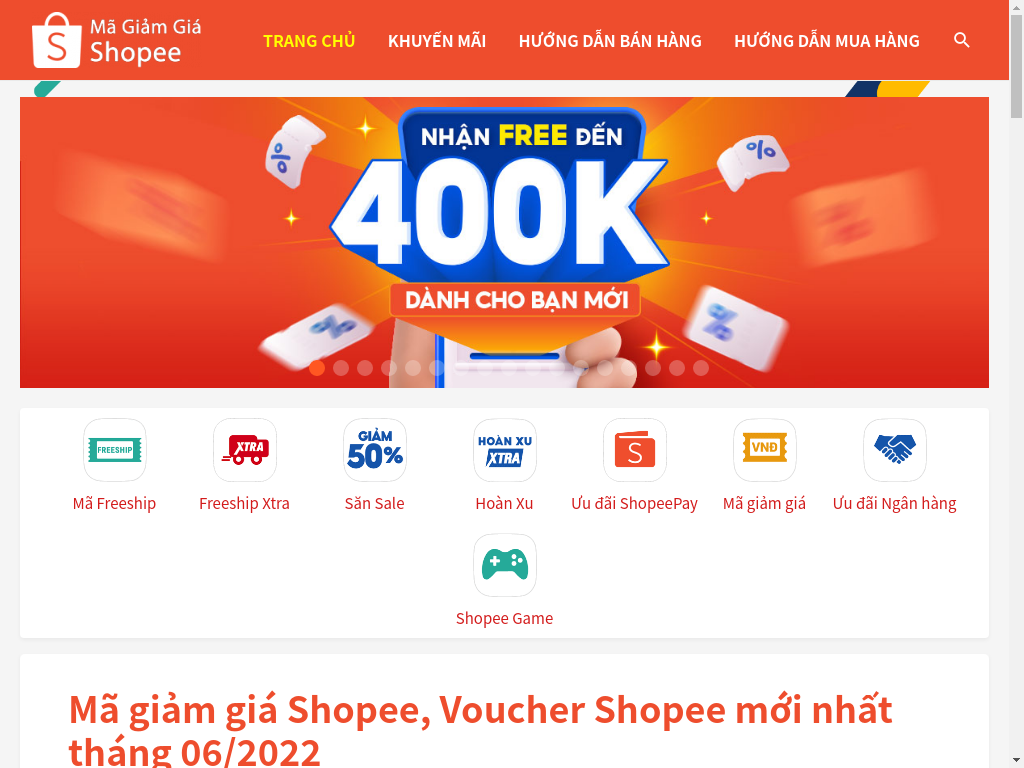 Mã Giảm Giá
Shopee
TRANG CHỦ
KHUYẾN MÃI
HƯỚNG DẪN BÁN HÀNG
HƯỚNG DẪN MUA HÀNG
NHẬN FREE ĐẾN
400K
DÀNH CHO BẠN MỚI
%
%
FREESHIP
XTRA
GIẢM
50%
HOÀN XU
XTRA
S
VNĐ
Mã Freeship
Freeship Xtra
Săn Sale
Hoàn Xu
Ưu đãi ShopeePay
Mã giảm giá
Ưu đãi Ngân hàng
Shopee Game
Mã giảm giá Shopee, Voucher Shopee mới nhất
tháng 06/2022